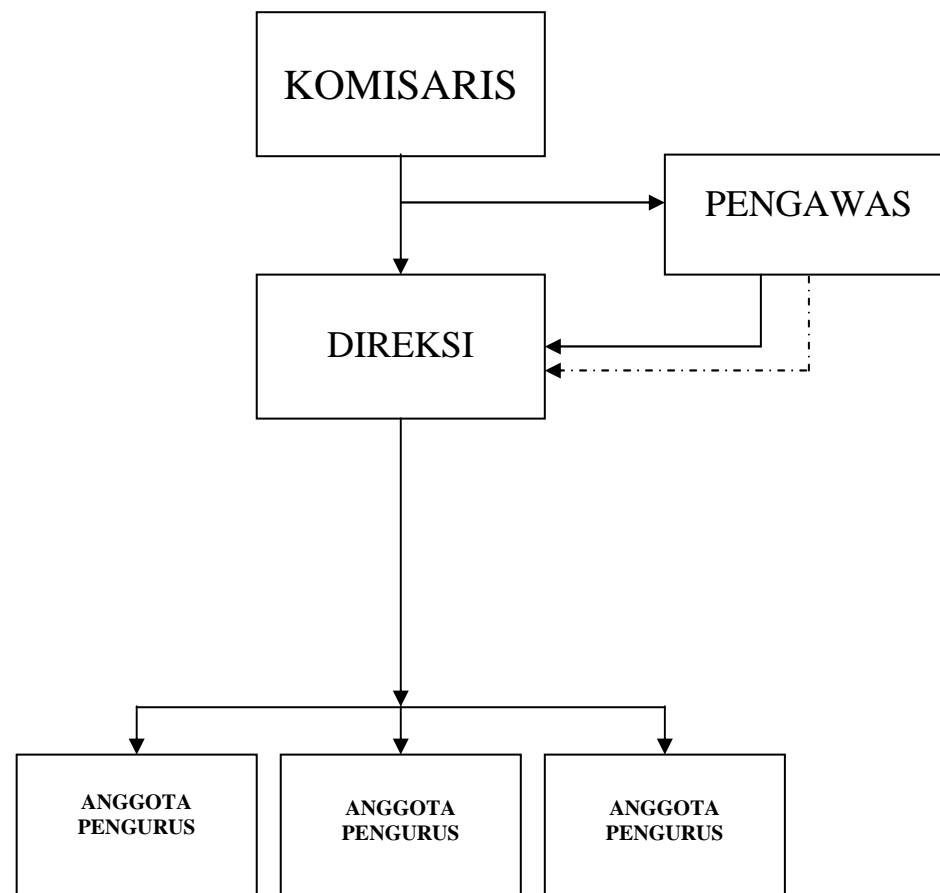 KOMISARIS
PENGAWAS
DIREKSI
ANGGOTA
PENGURUS
ANGGOTA
PENGURUS
ANGGOTA
PENGURUS